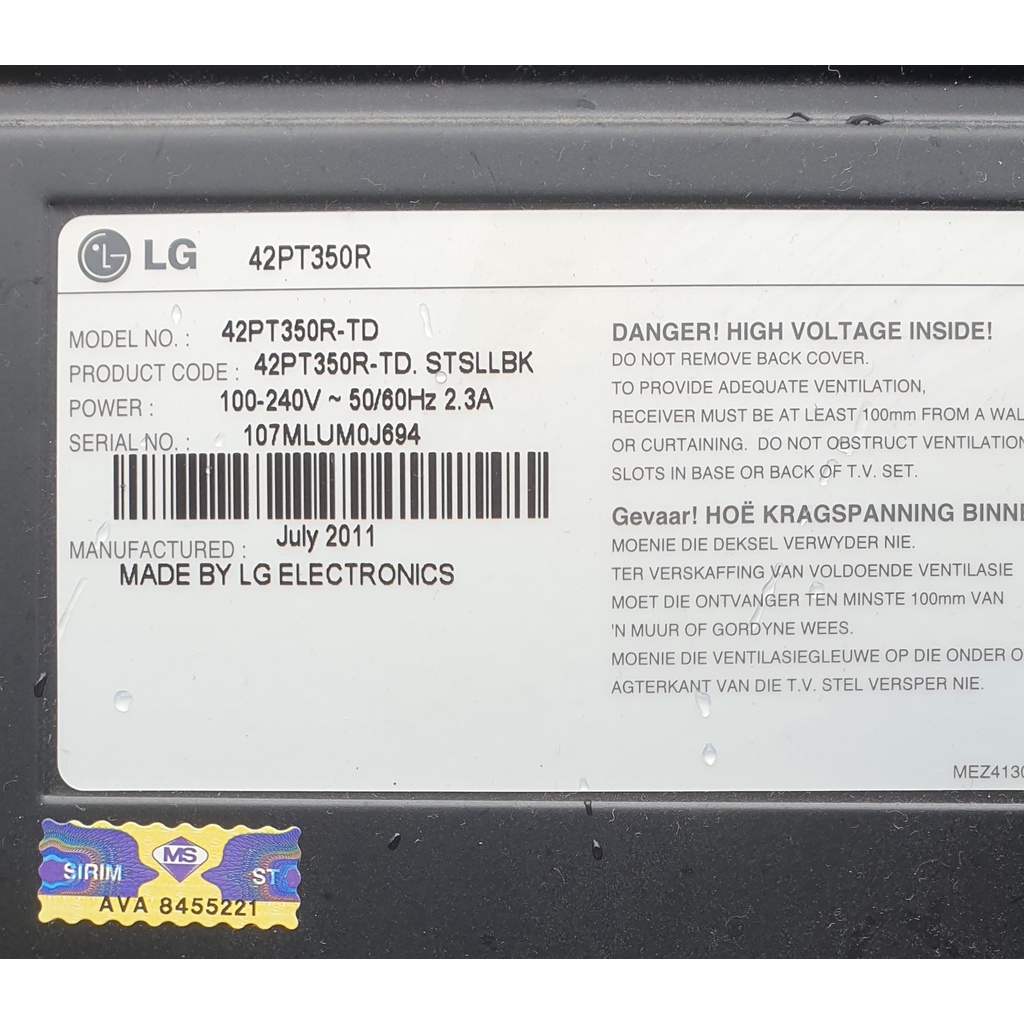 LG 42PT350R
MODEL NO. : 42PT350R-TD
PRODUCT CODE : 42PT350R-TD. STSLLBK
POWER : 100-240V ~ 50/60Hz 2.3A
SERIAL NO. : 107MLUM0J694
MANUFACTURED : July 2011
MADE BY LG ELECTRONICS
DANGER! HIGH VOLTAGE INSIDE!
DO NOT REMOVE BACK COVER.
TO PROVIDE ADEQUATE VENTILATION,
RECEIVER MUST BE AT LEAST 100mm FROM A WAL
OR CURTAINING. DO NOT OBSTRUCT VENTILATION
SLOTS IN BASE OR BACK OF T.V. SET.
Gevaar! HOË KRAGSPANNING BINNE
MOENIE DIE DEKSEL VERWYDER NIE.
TER VERSKAFFING VAN VOLDOENDE VENTILASIE
MOET DIE ONTVANGER TEN MINSTE 100mm VAN
'N MUUR OF GORDYNE WEES.
MOENIE DIE VENTILASIEGLEUWE OP DIE ONDER O
AGTERKANT VAN DIE T.V. STEL VERSPER NIE.
MEZ4130
SIRIM MS ST
AVA 8455221